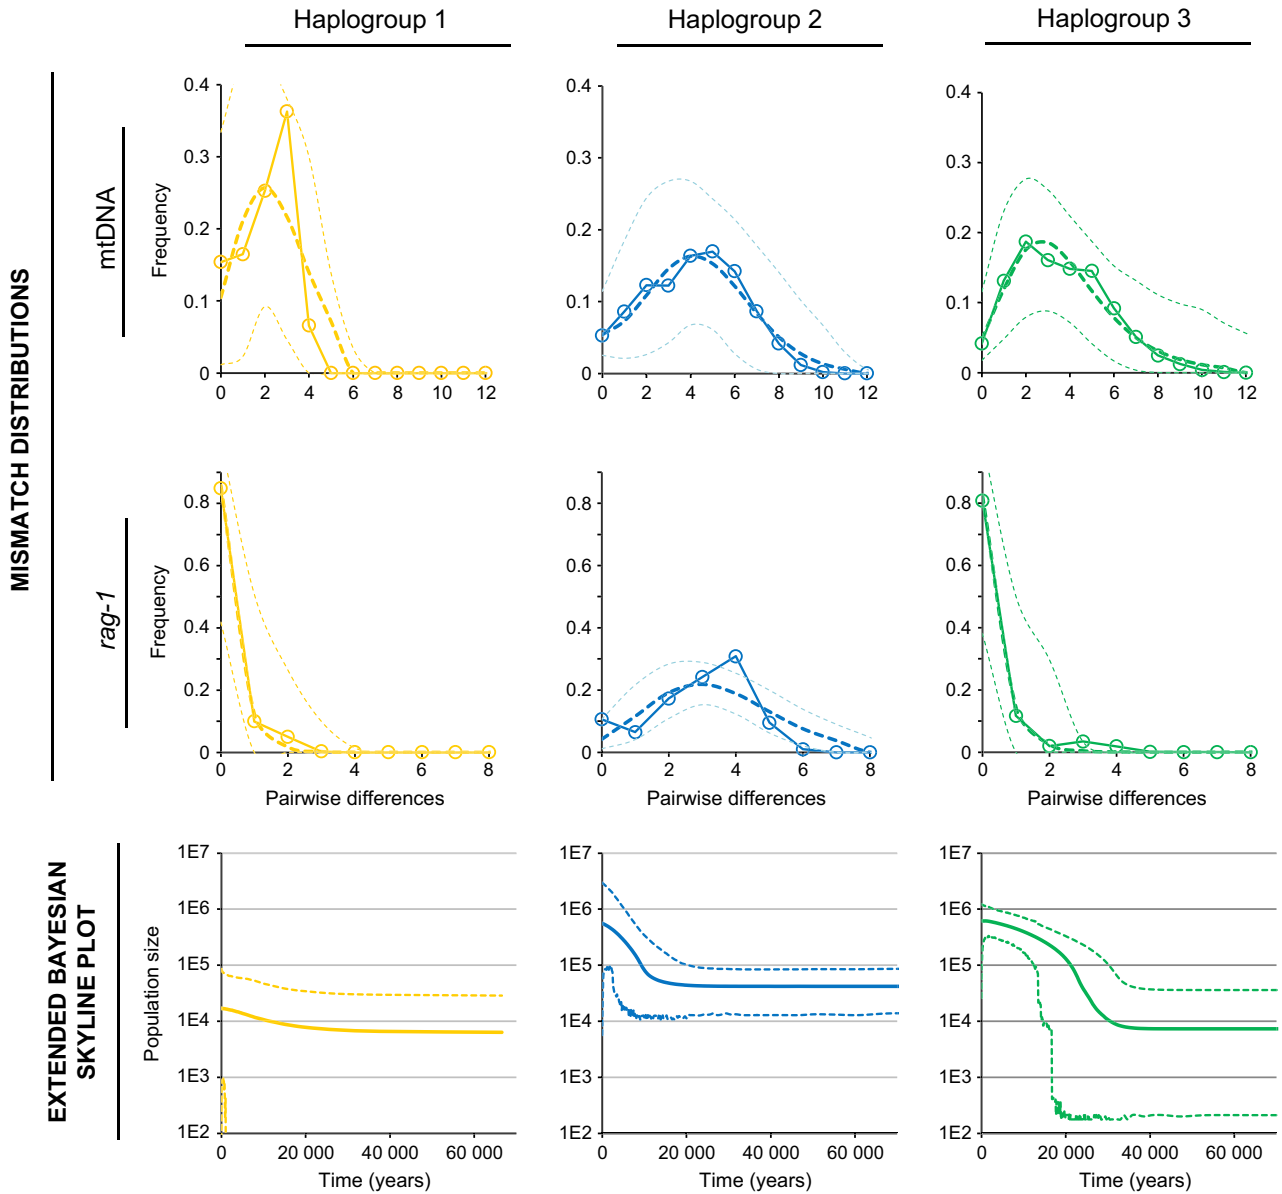 Haplogroup 1
Haplogroup 2
Haplogroup 3
MISMATCH DISTRIBUTIONS
mtDNA
Frequency
0.4
0.3
0.2
0.1
0
0 2 4 6 8 10 12
0.4
0.3
0.2
0.1
0
0 2 4 6 8 10 12
0.4
0.3
0.2
0.1
0
0 2 4 6 8 10 12
rag-1
Frequency
0.8
0.6
0.4
0.2
0
0 2 4 6 8
Pairwise differences
0.8
0.6
0.4
0.2
0
0 2 4 6 8
Pairwise differences
0.8
0.6
0.4
0.2
0
0 2 4 6 8
Pairwise differences
EXTENDED BAYESIAN
SKYLINE PLOT
Population size
1E7
1E6
1E5
1E4
1E3
1E2
0 20 000 40 000 60 000
Time (years)
1E7
1E6
1E5
1E4
1E3
1E2
0 20 000 40 000 60 000
Time (years)
1E7
1E6
1E5
1E4
1E3
1E2
0 20 000 40 000 60 000
Time (years)